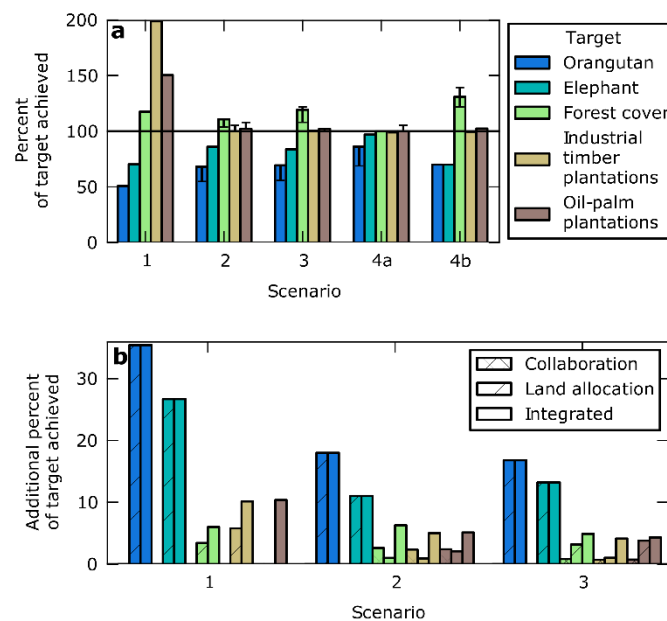 a
200
150
100
50
0
Percent
of target achieved
1
2
3
4a
4b
Scenario
Target
Orangutan
Elephant
Forest cover
Industrial
timber
plantations
Oil-palm
plantations
b
30
20
10
0
Additional percent
of target achieved
Collaboration
Land allocation
Integrated
1
2
3
Scenario